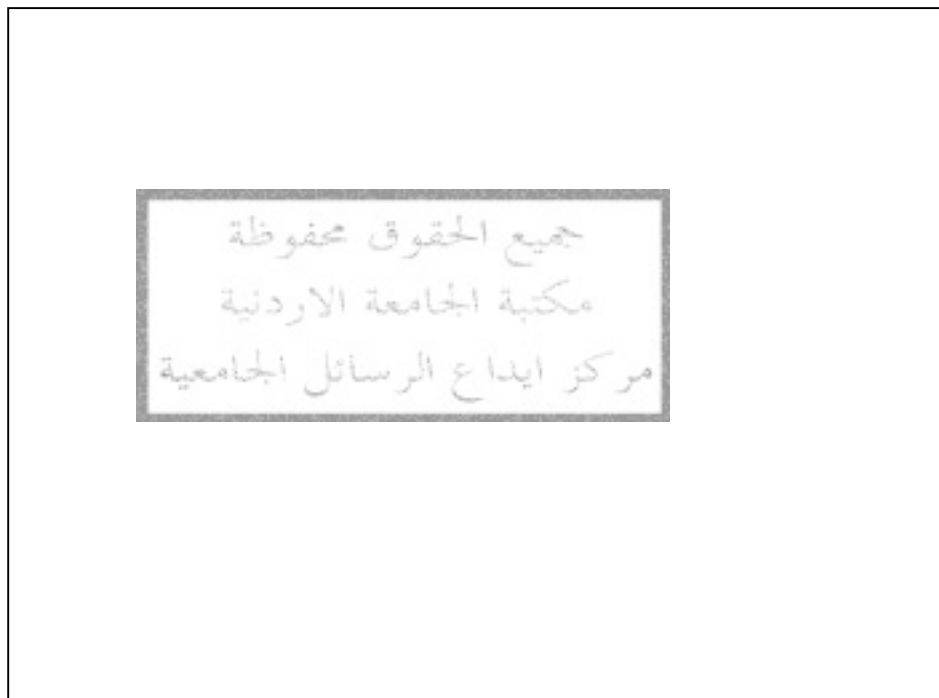 جميع الحقوق محفوظة
مكتبة الجامعة الاردنية
مركز ايداع الرسائل الجامعية